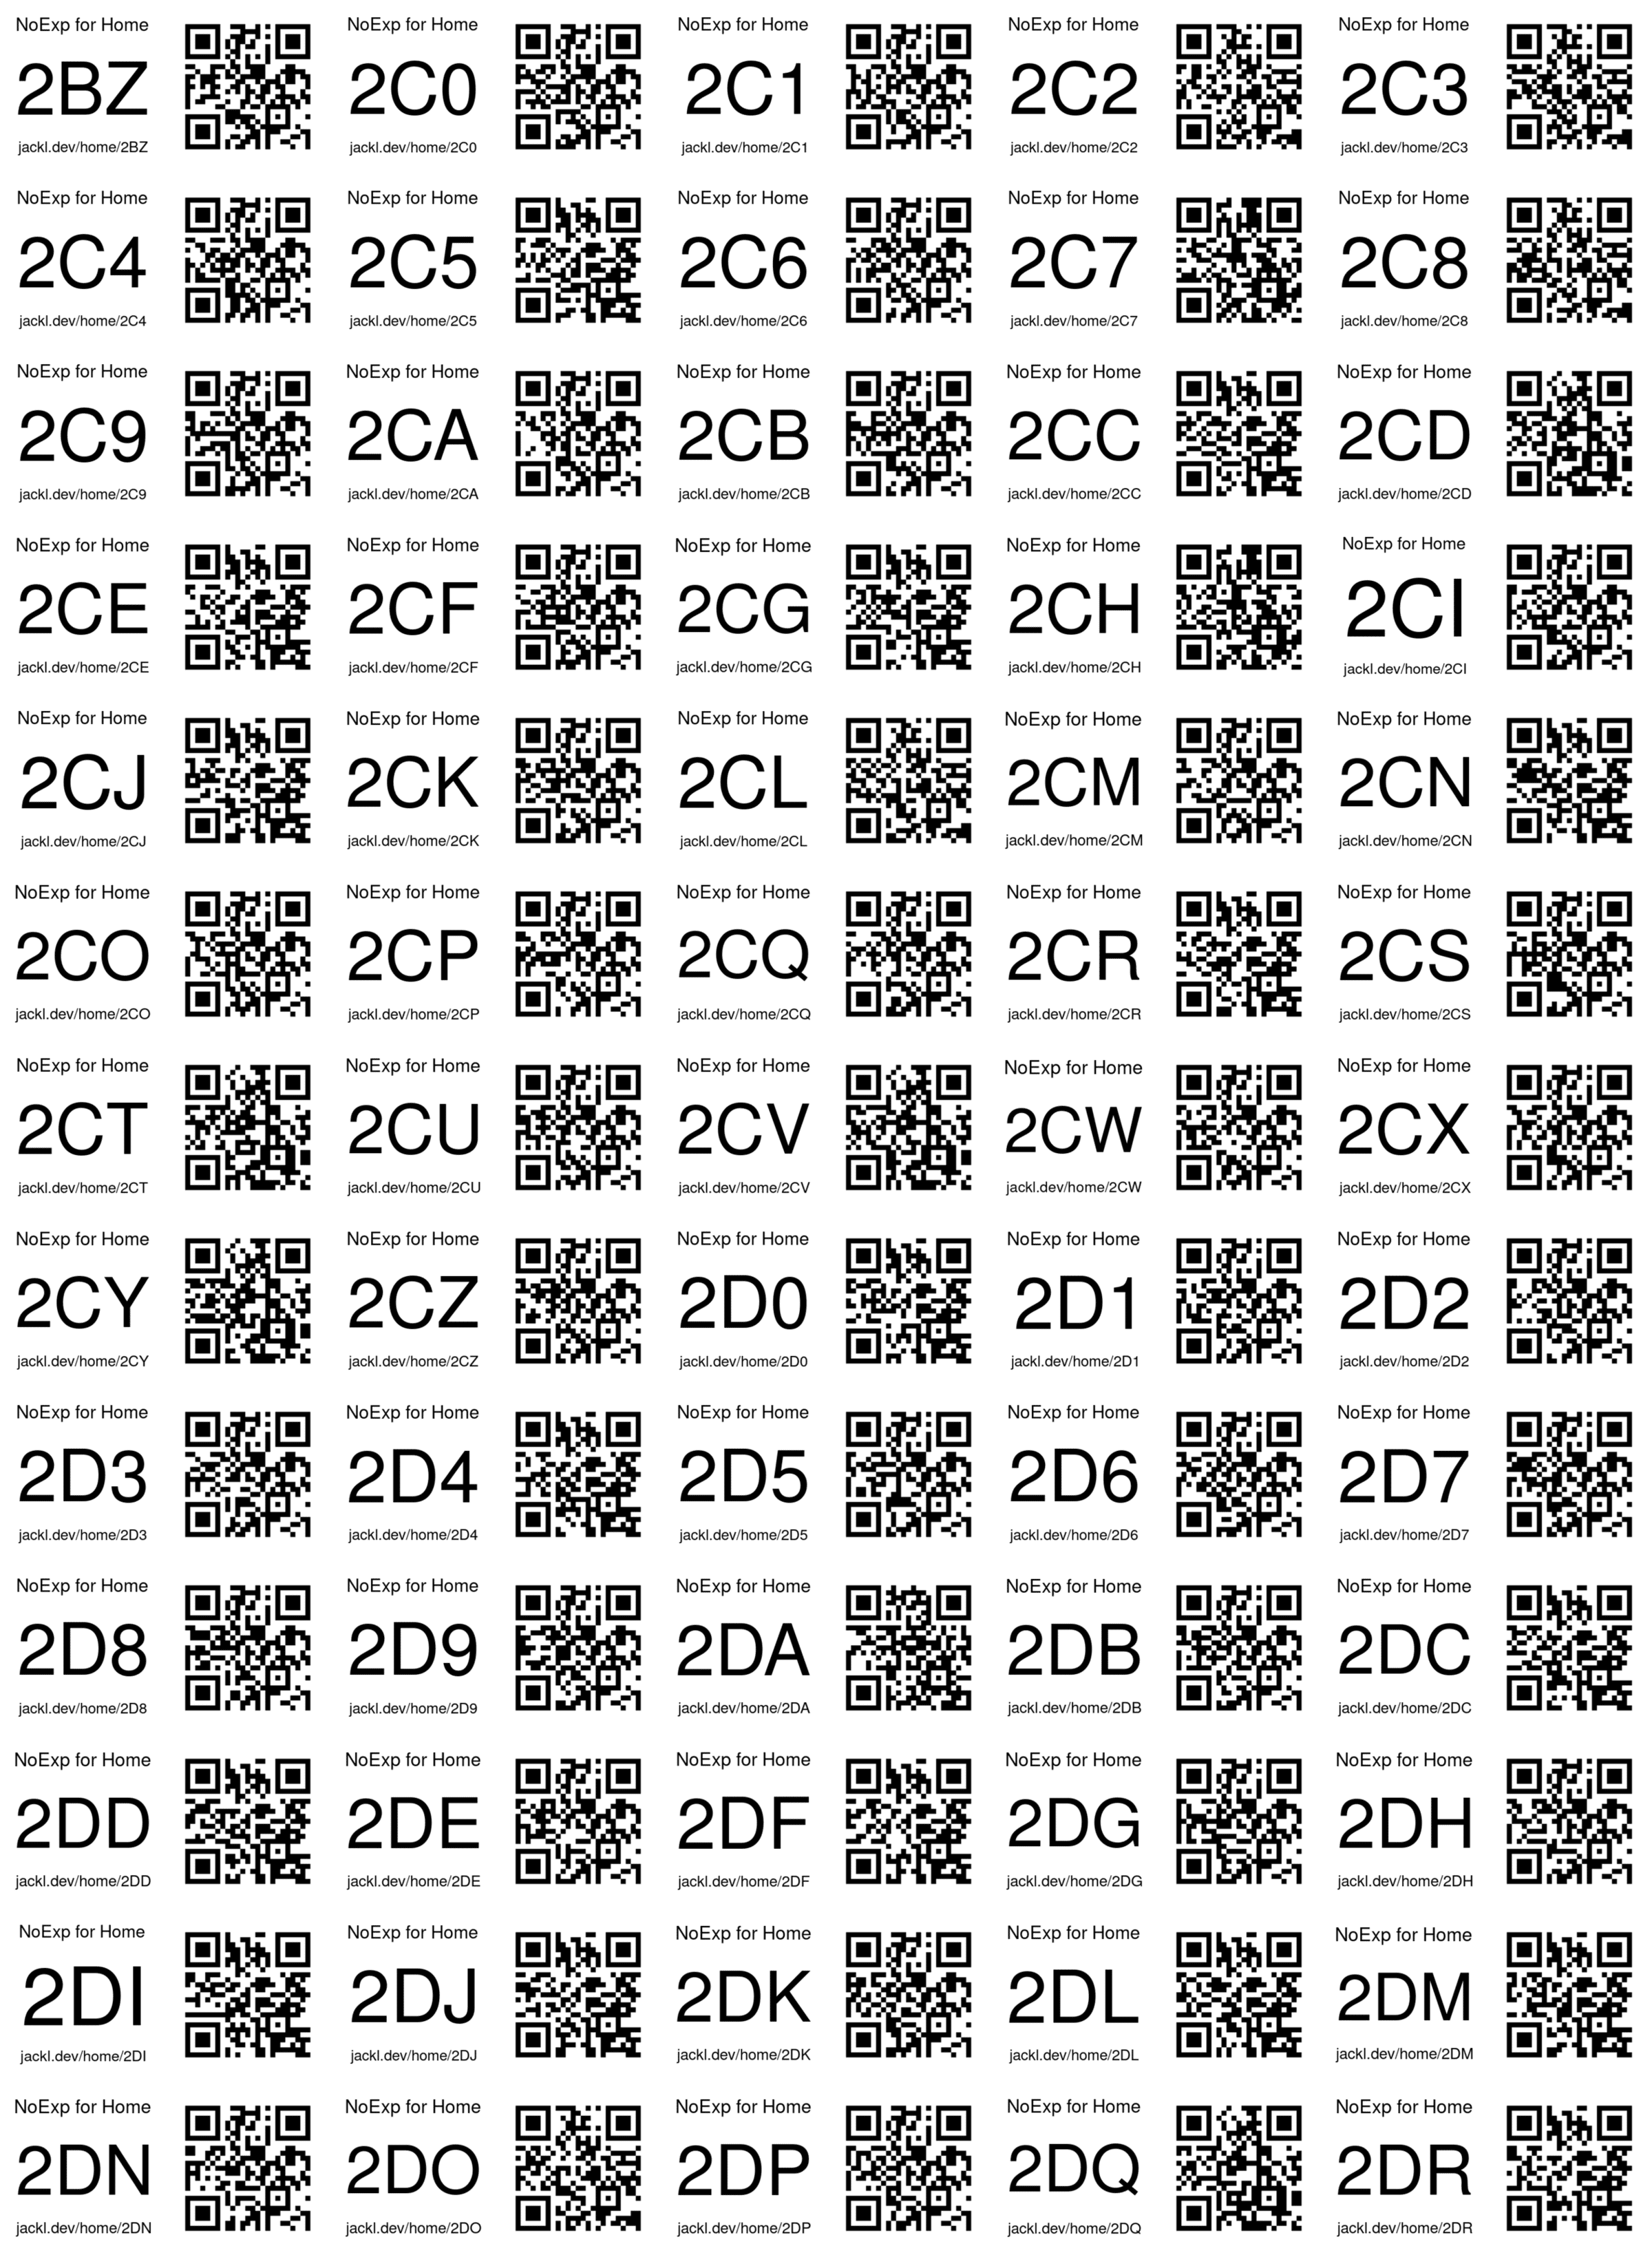 NoExp for Home
2BZ
jackl.dev/home/2BZ
NoExp for Home
2C0
jackl.dev/home/2C0
NoExp for Home
2C1
jackl.dev/home/2C1
NoExp for Home
2C2
jackl.dev/home/2C2
NoExp for Home
2C3
jackl.dev/home/2C3
NoExp for Home
2C4
jackl.dev/home/2C4
NoExp for Home
2C5
jackl.dev/home/2C5
NoExp for Home
2C6
jackl.dev/home/2C6
NoExp for Home
2C7
jackl.dev/home/2C7
NoExp for Home
2C8
jackl.dev/home/2C8
NoExp for Home
2C9
jackl.dev/home/2C9
NoExp for Home
2CA
jackl.dev/home/2CA
NoExp for Home
2CB
jackl.dev/home/2CB
NoExp for Home
2CC
jackl.dev/home/2CC
NoExp for Home
2CD
jackl.dev/home/2CD
NoExp for Home
2CE
jackl.dev/home/2CE
NoExp for Home
2CF
jackl.dev/home/2CF
NoExp for Home
2CG
jackl.dev/home/2CG
NoExp for Home
2CH
jackl.dev/home/2CH
NoExp for Home
2CI
jackl.dev/home/2CI
NoExp for Home
2CJ
jackl.dev/home/2CJ
NoExp for Home
2CK
jackl.dev/home/2CK
NoExp for Home
2CL
jackl.dev/home/2CL
NoExp for Home
2CM
jackl.dev/home/2CM
NoExp for Home
2CN
jackl.dev/home/2CN
NoExp for Home
2CO
jackl.dev/home/2CO
NoExp for Home
2CP
jackl.dev/home/2CP
NoExp for Home
2CQ
jackl.dev/home/2CQ
NoExp for Home
2CR
jackl.dev/home/2CR
NoExp for Home
2CS
jackl.dev/home/2CS
NoExp for Home
2CT
jackl.dev/home/2CT
NoExp for Home
2CU
jackl.dev/home/2CU
NoExp for Home
2CV
jackl.dev/home/2CV
NoExp for Home
2CW
jackl.dev/home/2CW
NoExp for Home
2CX
jackl.dev/home/2CX
NoExp for Home
2CY
jackl.dev/home/2CY
NoExp for Home
2CZ
jackl.dev/home/2CZ
NoExp for Home
2D0
jackl.dev/home/2D0
NoExp for Home
2D1
jackl.dev/home/2D1
NoExp for Home
2D2
jackl.dev/home/2D2
NoExp for Home
2D3
jackl.dev/home/2D3
NoExp for Home
2D4
jackl.dev/home/2D4
NoExp for Home
2D5
jackl.dev/home/2D5
NoExp for Home
2D6
jackl.dev/home/2D6
NoExp for Home
2D7
jackl.dev/home/2D7
NoExp for Home
2D8
jackl.dev/home/2D8
NoExp for Home
2D9
jackl.dev/home/2D9
NoExp for Home
2DA
jackl.dev/home/2DA
NoExp for Home
2DB
jackl.dev/home/2DB
NoExp for Home
2DC
jackl.dev/home/2DC
NoExp for Home
2DD
jackl.dev/home/2DD
NoExp for Home
2DE
jackl.dev/home/2DE
NoExp for Home
2DF
jackl.dev/home/2DF
NoExp for Home
2DG
jackl.dev/home/2DG
NoExp for Home
2DH
jackl.dev/home/2DH
NoExp for Home
2DI
jackl.dev/home/2DI
NoExp for Home
2DJ
jackl.dev/home/2DJ
NoExp for Home
2DK
jackl.dev/home/2DK
NoExp for Home
2DL
jackl.dev/home/2DL
NoExp for Home
2DM
jackl.dev/home/2DM
NoExp for Home
2DN
jackl.dev/home/2DN
NoExp for Home
2DO
jackl.dev/home/2DO
NoExp for Home
2DP
jackl.dev/home/2DP
NoExp for Home
2DQ
jackl.dev/home/2DQ
NoExp for Home
2DR
jackl.dev/home/2DR